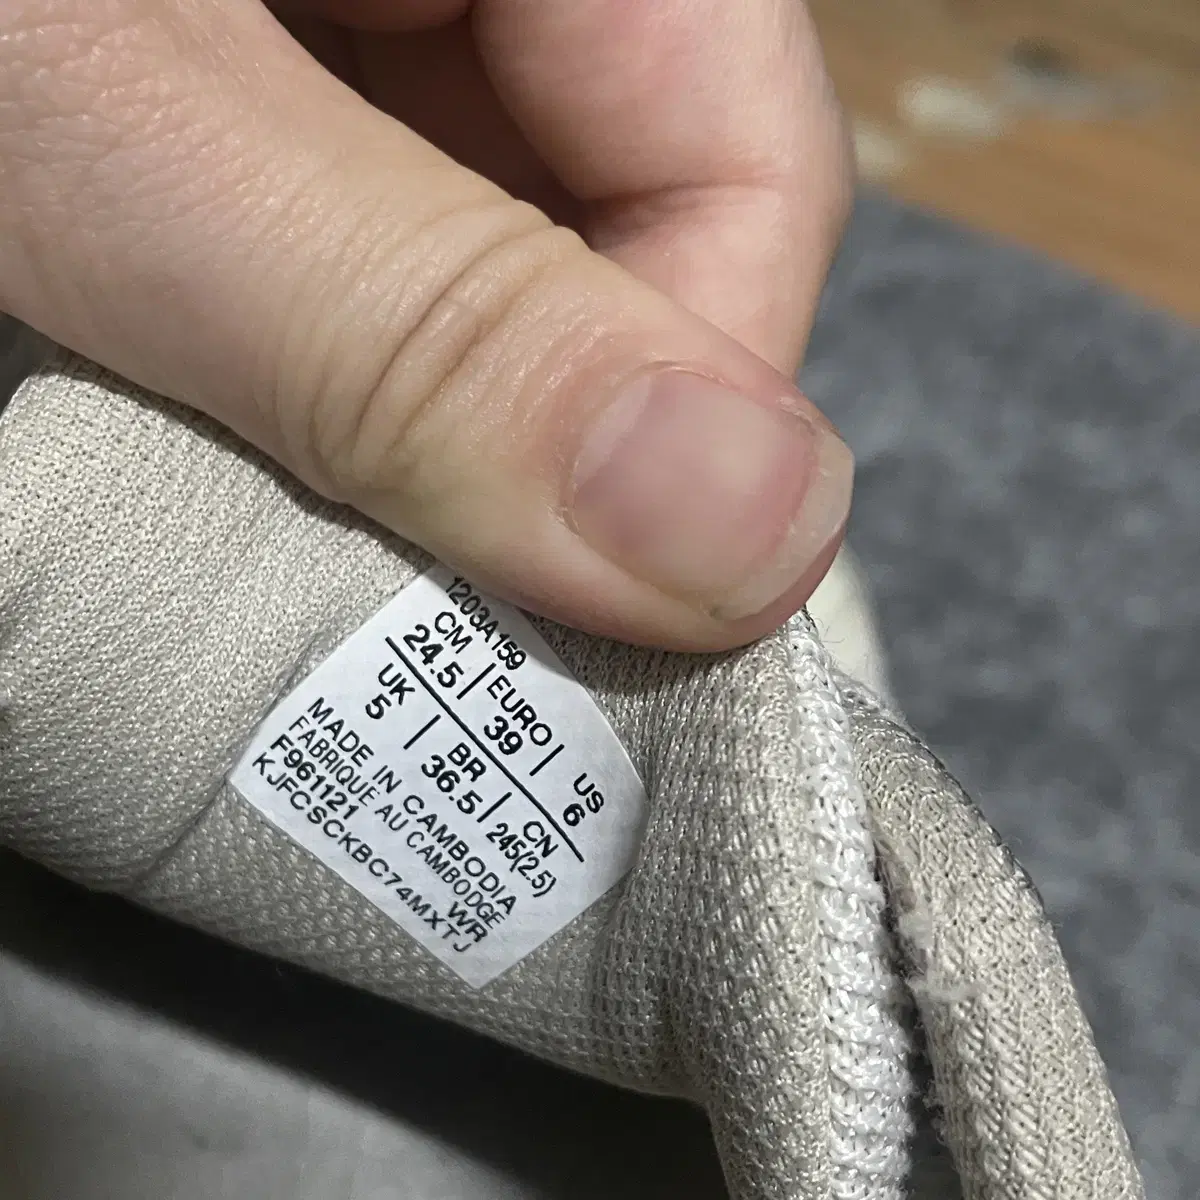 1203A159
CM | EURO | US
24.5 | 39 | 6
UK | BR | CN
5 | 36.5 | 245(2.5)
MADE IN CAMBODIA
FABRIQUÉ AU CAMBODGE
F961121 WR
KJFCSCKBC74MXTJ